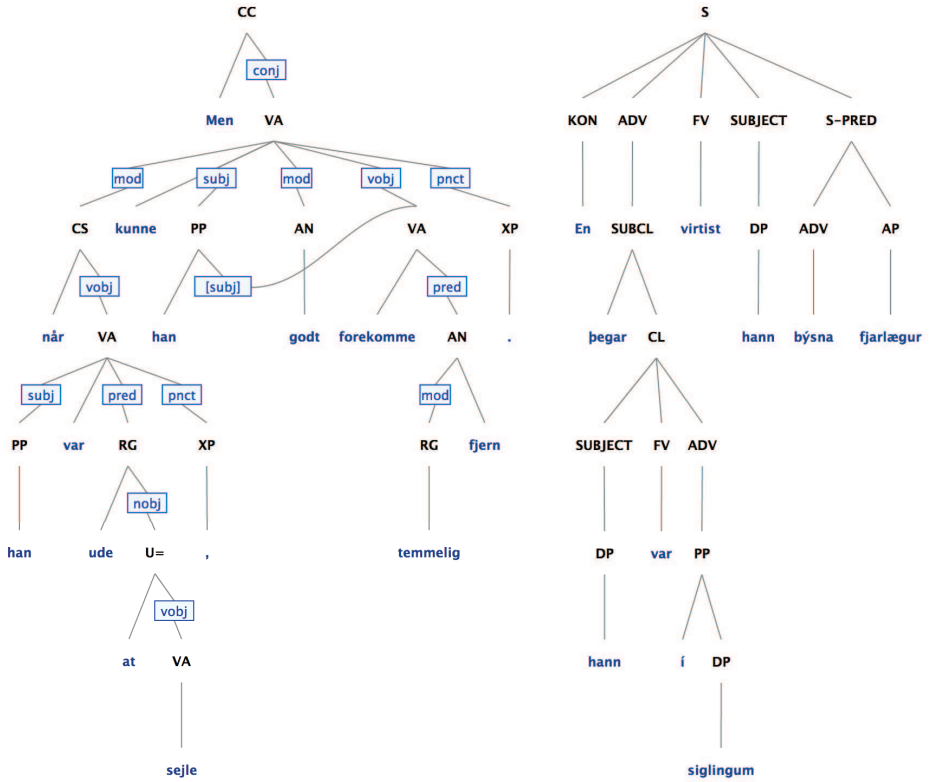 CC S
conj
Men VA KON ADV FV SUBJECT S-PRED
mod subj mod vobj pnct
CS kunne PP AN VA XP En SUBCL virtist DP ADV AP
vobj [subj] pred
når VA han godt forekomme AN . þegar CL hann býsna fjarlægur
subj pred pnct mod
PP var RG XP RG fjern SUBJECT FV ADV
nobj
han ude U= , temmelig DP var PP
vobj
at VA hann í DP
sejle siglingum